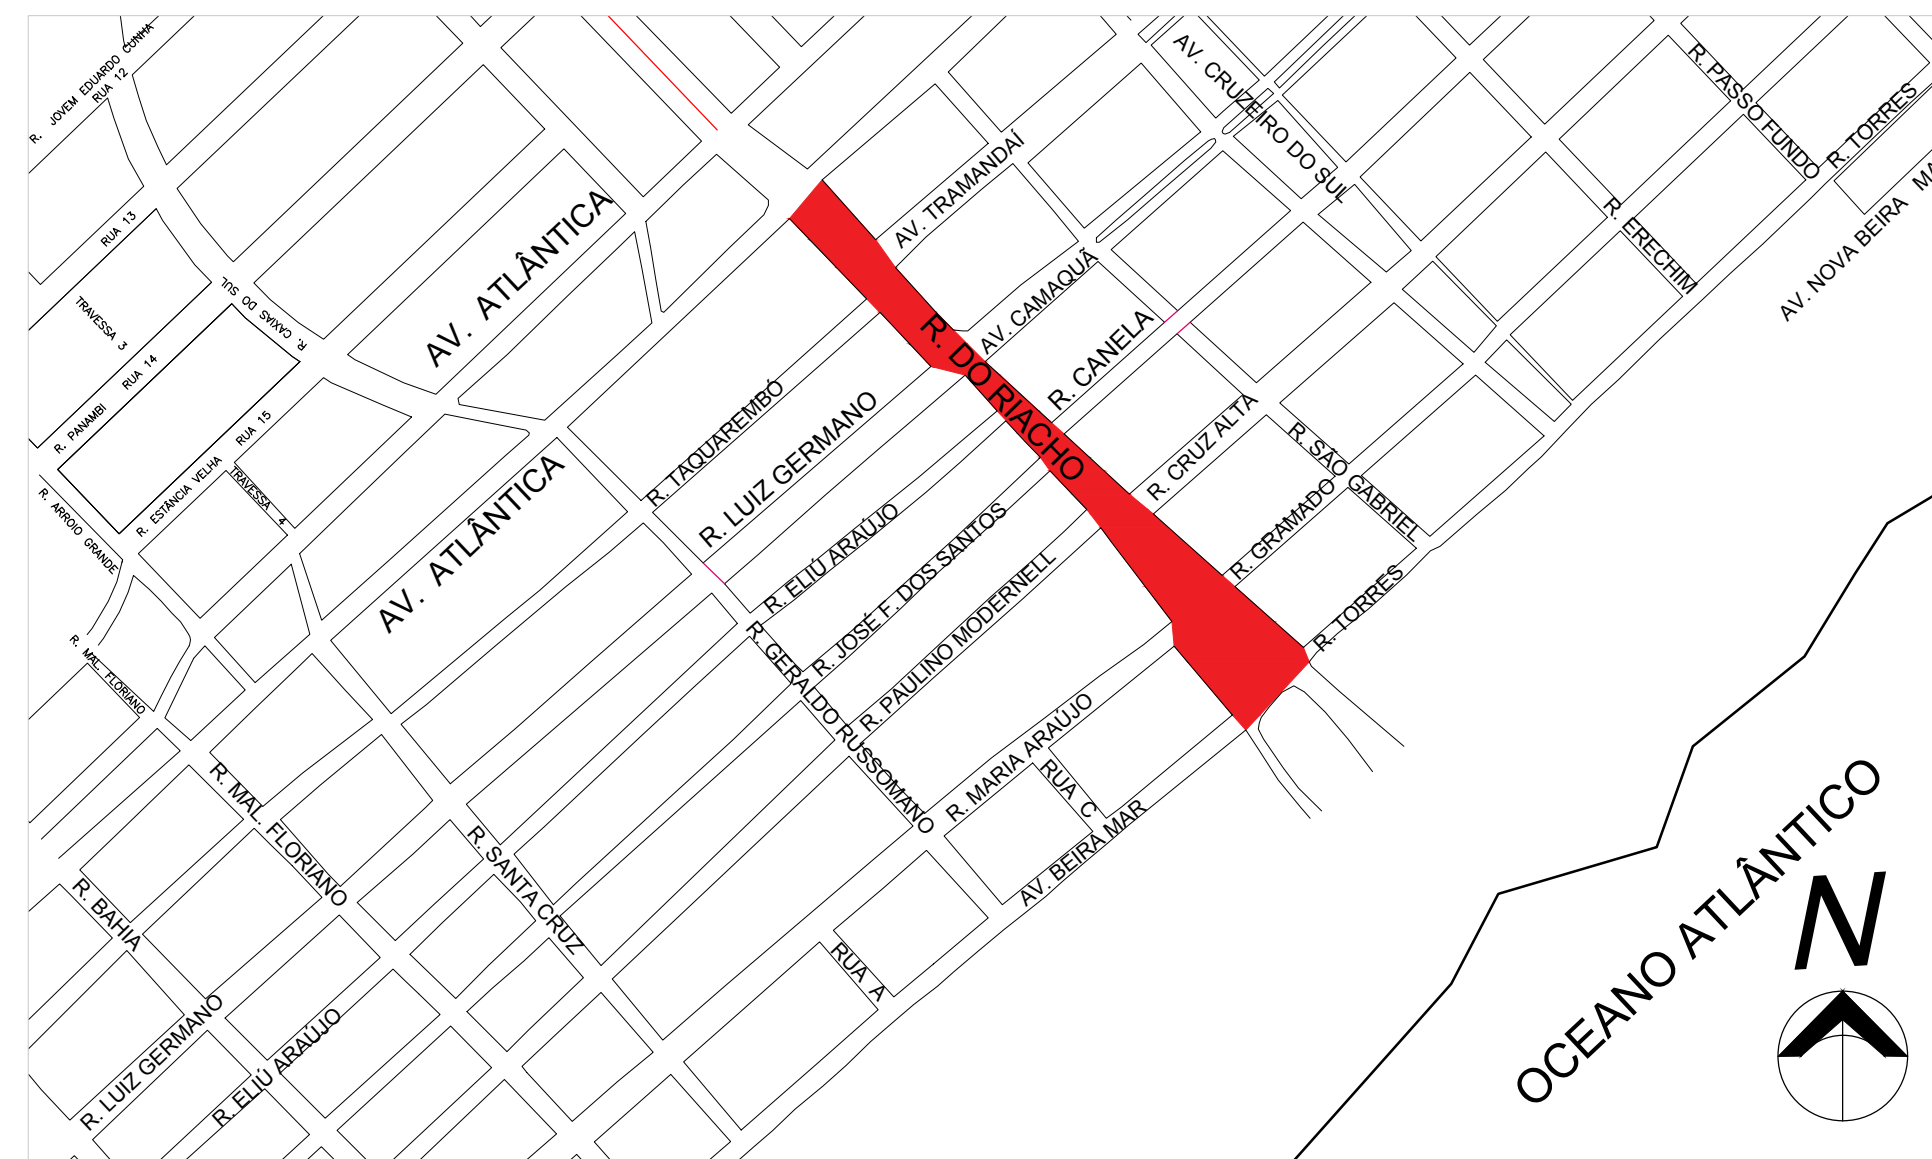 R. JOVEM EDUARDO CUNHA
RUA 12
RUA 13
TRAVESSA 3
RUA 14
R. PANAMBI
R. CAXIAS DO SUL
RUA 15
R. ESTÂNCIA VELHA
TRAVESSA 4
R. ARROIO GRANDE
R. MAL. FLORIANO
AV. ATLÂNTICA
AV. ATLÂNTICA
AV. TRAMANDAÍ
AV. CAMAQUÃ
AV. CRUZEIRO DO SUL
R. PASSO FUNDO
R. TORRES
R. ERECHIM
AV. NOVA BEIRA MA
R. DO RIACHO
R. CANELA
R. CRUZ ALTA
R. SÃO GABRIEL
R. GRAMADO
R. TORRES
R. TAQUAREMBÓ
R. LUIZ GERMANO
R. ELIÚ ARAÚJO
R. JOSÉ F. DOS SANTOS
R. PAULINO MODERNELL
R. GERALDO RUSSOMANO
R. MARIA ARAÚJO
RUA C
AV. BEIRA MAR
R. MAL. FLORIANO
R. SANTA CRUZ
R. BAHIA
RUA A
R. LUIZ GERMANO
R. ELIÚ ARAÚJO
OCEANO ATLÂNTICO
N